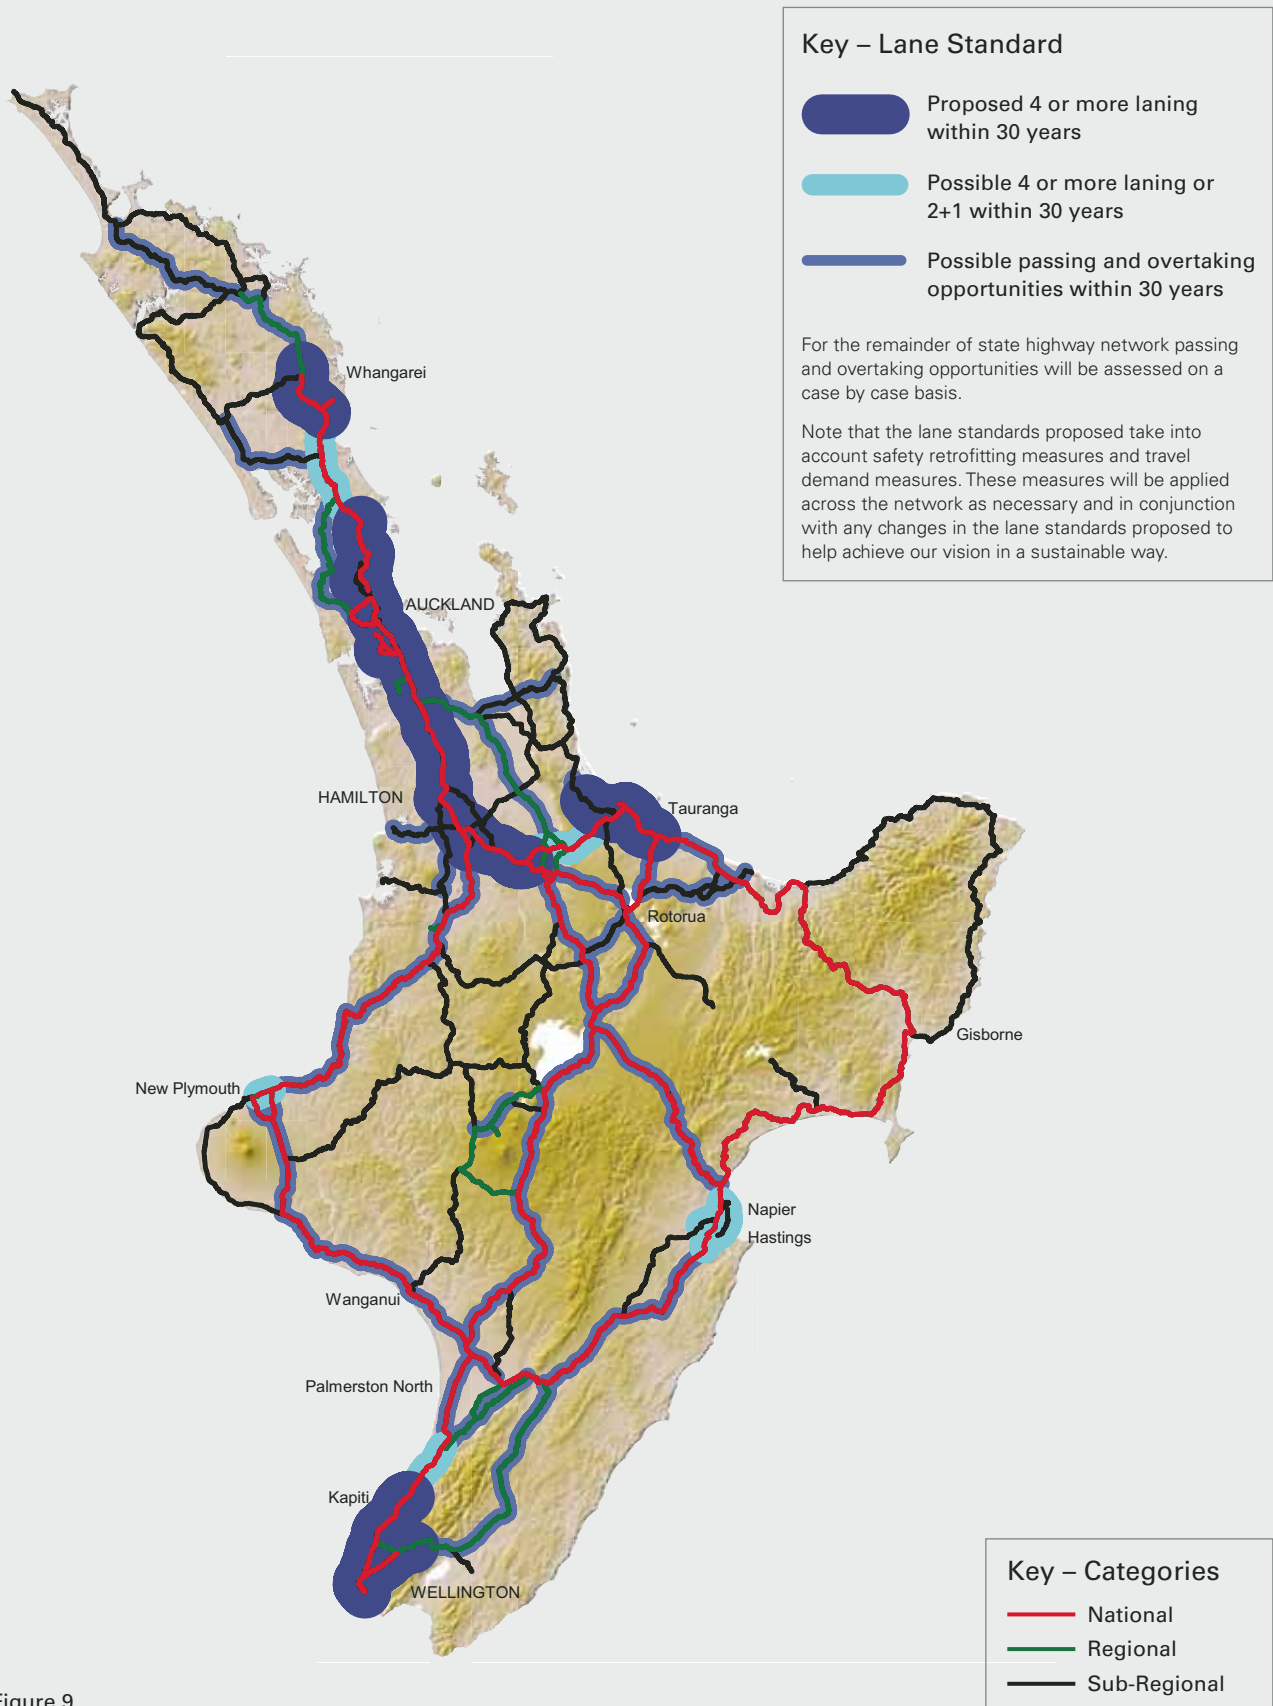 Key – Lane Standard
Proposed 4 or more laning
within 30 years
Possible 4 or more laning or
2+1 within 30 years
Possible passing and overtaking
opportunities within 30 years
For the remainder of state highway network passing
and overtaking opportunities will be assessed on a
case by case basis.
Note that the lane standards proposed take into
account safety retrofitting measures and travel
demand measures. These measures will be applied
across the network as necessary and in conjunction
with any changes in the lane standards proposed to
help achieve our vision in a sustainable way.
Whangarei
AUCKLAND
HAMILTON
Tauranga
Rotorua
Gisborne
New Plymouth
Napier
Hastings
Wanganui
Palmerston North
Kapiti
WELLINGTON
Key – Categories
National
Regional
Sub-Regional
Figure 9